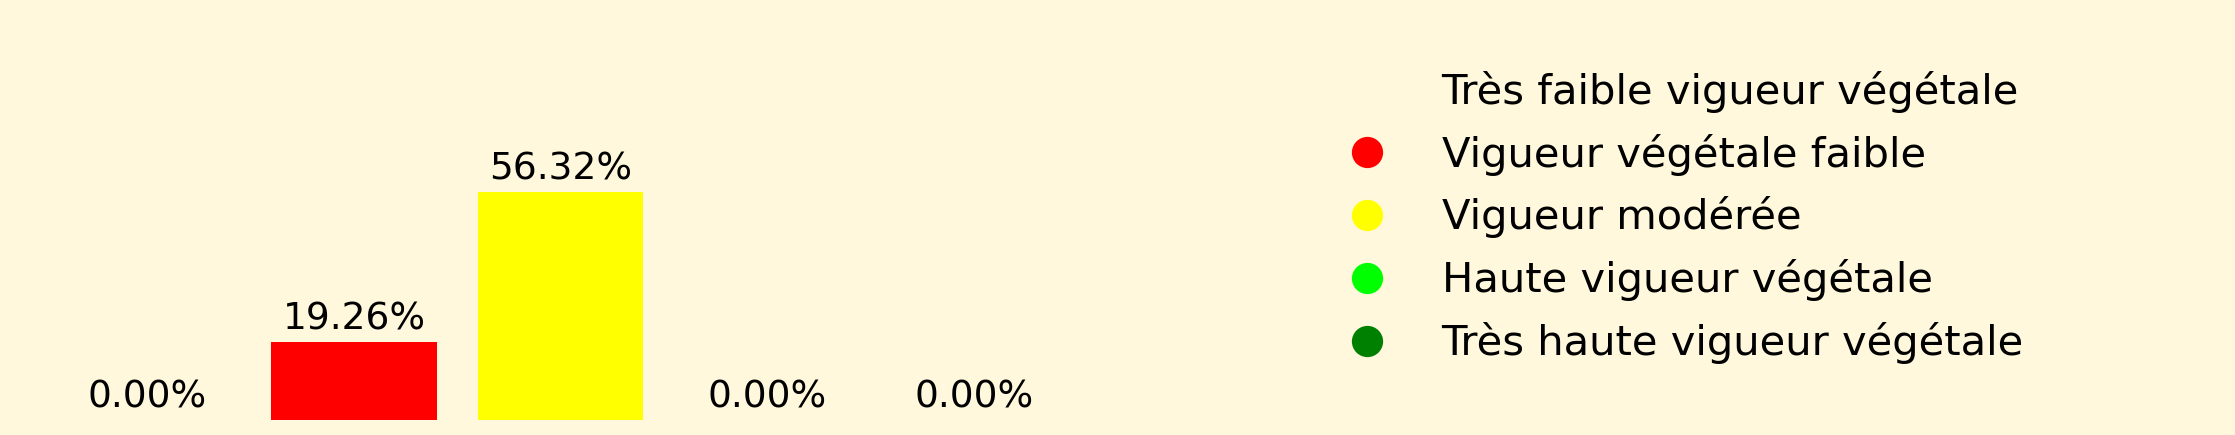 56.32%
19.26%
0.00%
0.00%
0.00%
Très faible vigueur végétale
Vigueur végétale faible
Vigueur modérée
Haute vigueur végétale
Très haute vigueur végétale